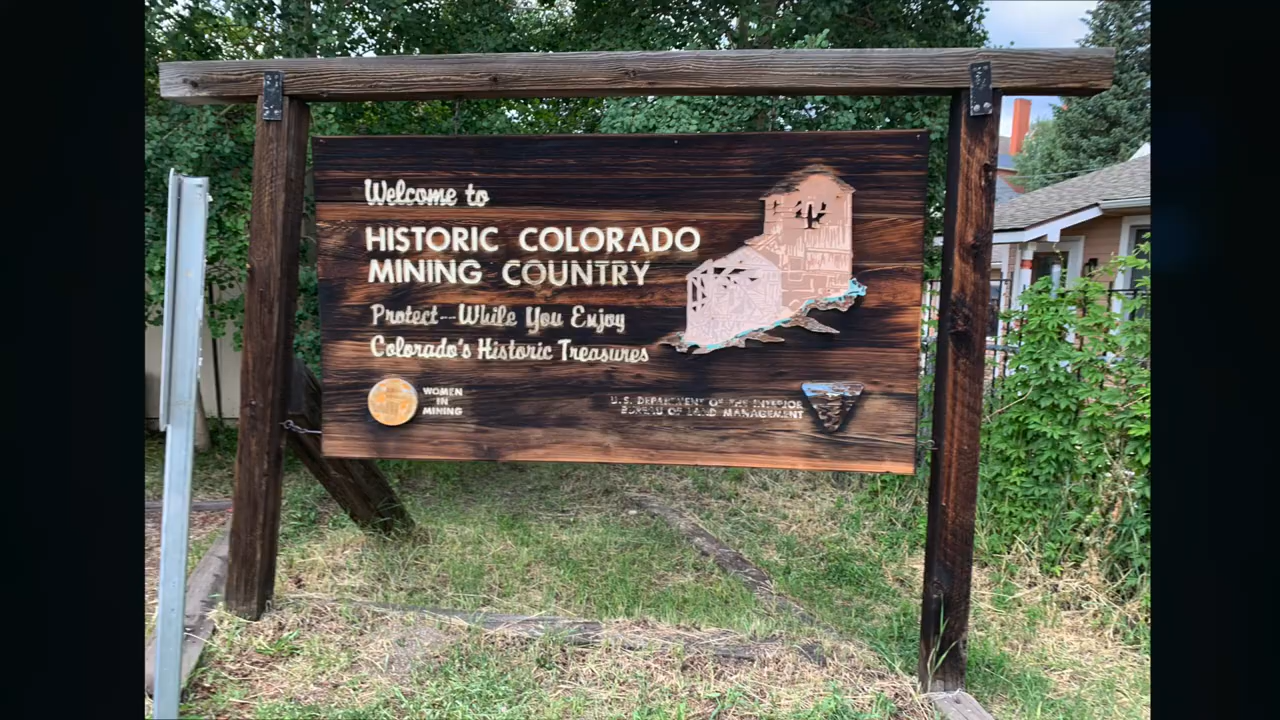 Welcome to
HISTORIC COLORADO
MINING COUNTRY
Protect--While You Enjoy
Colorado's Historic Treasures
WOMEN
IN
MINING
U.S. DEPARTMENT OF THE INTERIOR
BUREAU OF LAND MANAGEMENT